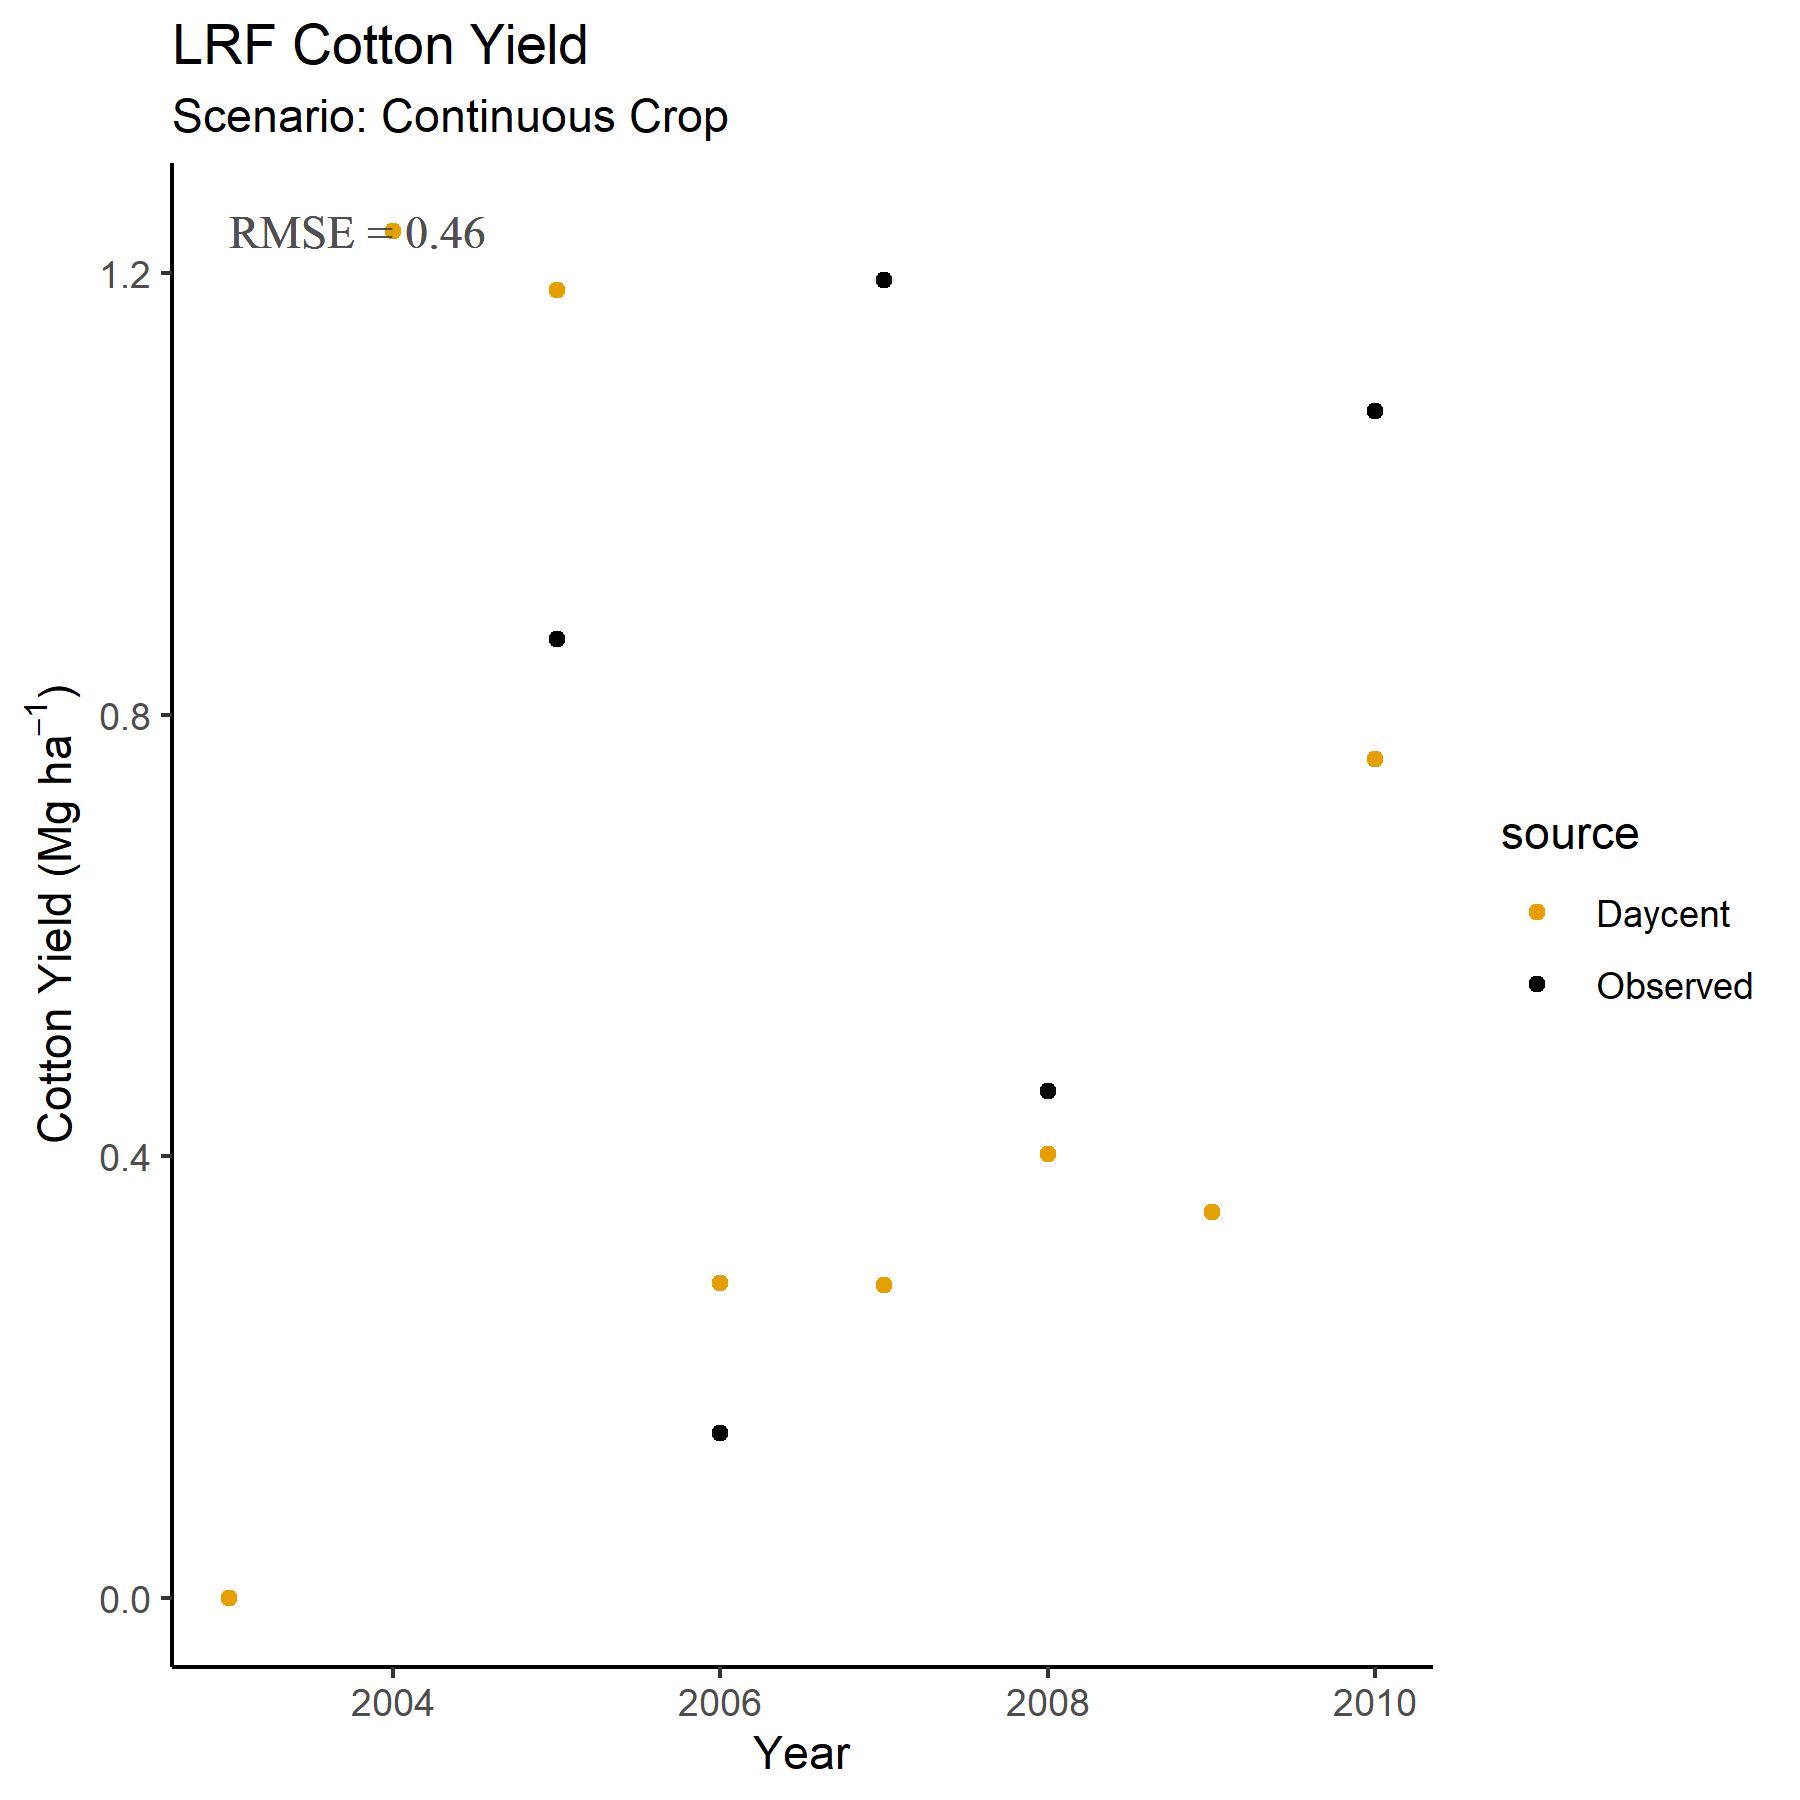 LRF Cotton Yield
Scenario: Continuous Crop
RMSE = 0.46
1.2
0.8
0.4
0.0
Cotton Yield (Mg ha⁻¹)
2004 2006 2008 2010
Year
source
Daycent
Observed